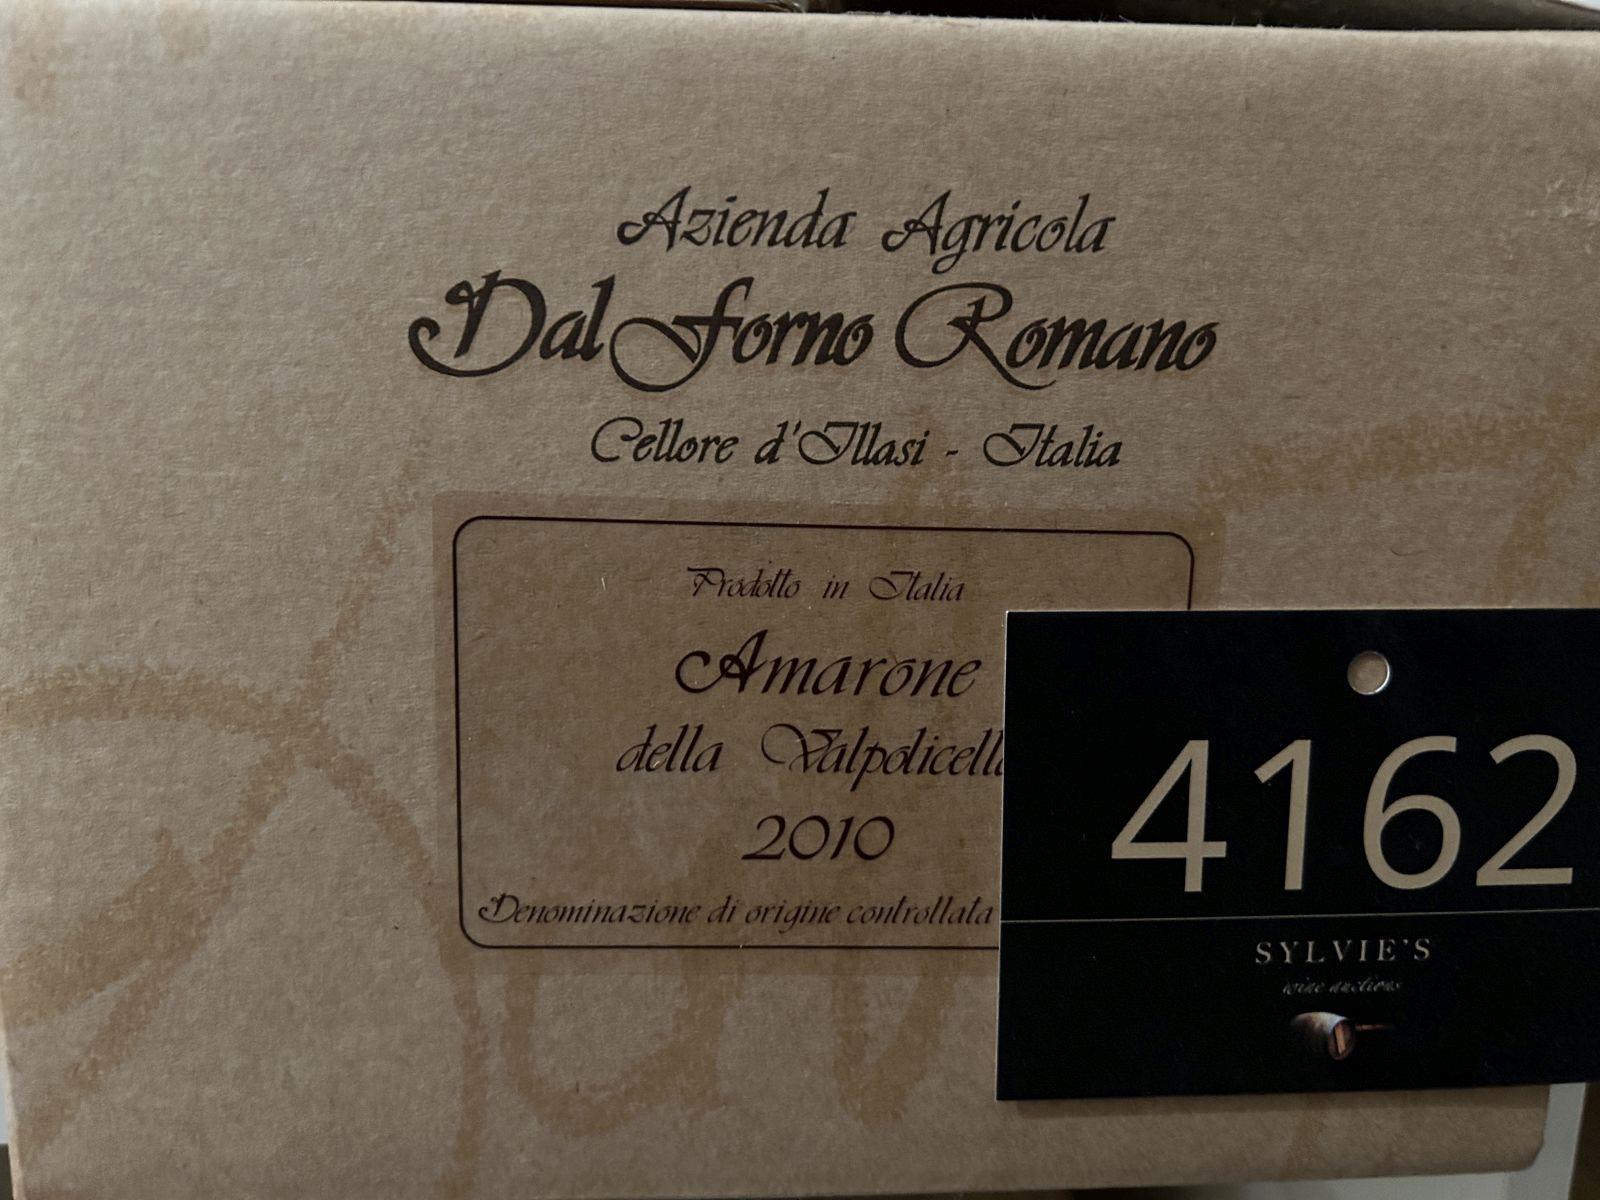 Azienda Agricola
Dal Forno Romano
Cellore d'Illasi - Italia
Prodotto in Italia
Amarone
della Valpolicella
2010
Denominazione di origine controllata
4162
SYLVIE'S
wine auctions